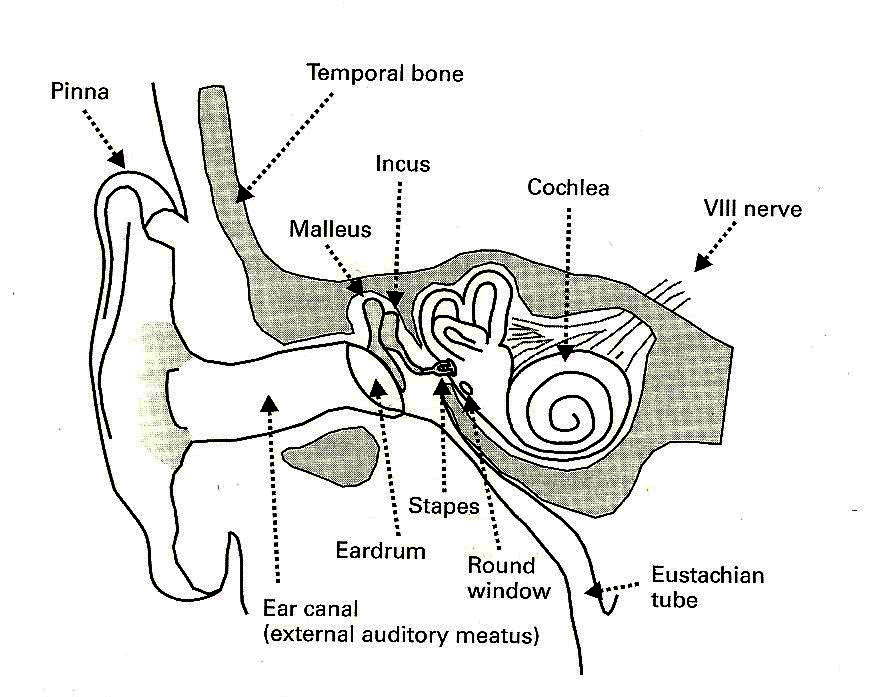 Temporal bone
Pinna
Incus
Cochlea
VIII nerve
Malleus
Stapes
Eardrum
Round
window
Eustachian
tube
Ear canal
(external auditory meatus)